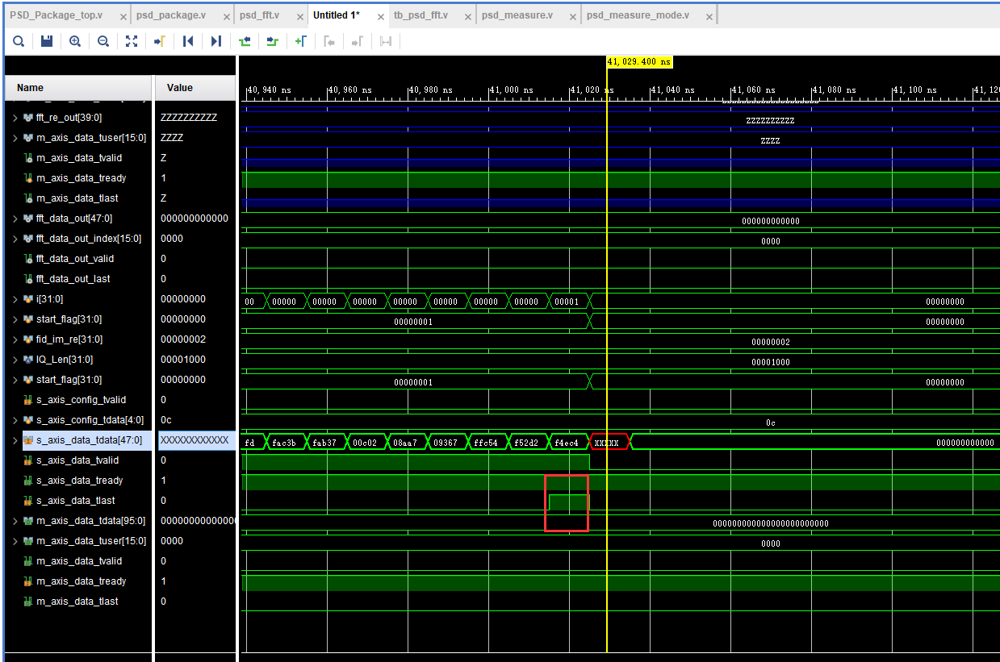 PSD_Package_top.v × psd_package.v × psd_fft.v × Untitled 1* × tb_psd_fft.v × psd_measure.v × psd_measure_mode.v ×
41,029.400 ns
Name Value
40,940 ns 40,960 ns 40,980 ns 41,000 ns 41,020 ns 41,040 ns 41,060 ns 41,080 ns 41,100 ns 41,120
fft_re_out[39:0] ZZZZZZZZZZ ZZZZZZZZZZ
m_axis_data_tuser[15:0] ZZZZ ZZZZ
m_axis_data_tvalid Z
m_axis_data_tready 1
m_axis_data_tlast Z
fft_data_out[47:0] 000000000000 000000000000
fft_data_out_index[15:0] 0000 0000
fft_data_out_valid 0
fft_data_out_last 0
i[31:0] 00000000 00 00000 00000 00000 00000 00000 00000 00000 00001 00000000
start_flag[31:0] 00000000 00000001 00000000
fid_im_re[31:0] 00000002 00000002
IQ_Len[31:0] 00001000 00001000
start_flag[31:0] 00000000 00000001 00000000
s_axis_config_tvalid 0
s_axis_config_tdata[4:0] 0c 0c
s_axis_data_tdata[47:0] XXXXXXXXXXXX fd fac3b fab37 00c02 08aa7 09367 ffc54 f52d2 f4ec4 XXXXX 000000000000
s_axis_data_tvalid 0
s_axis_data_tready 1
s_axis_data_tlast 0
m_axis_data_tdata[95:0] 00000000000000 000000000000000000000000
m_axis_data_tuser[15:0] 0000 0000
m_axis_data_tvalid 0
m_axis_data_tready 1
m_axis_data_tlast 0